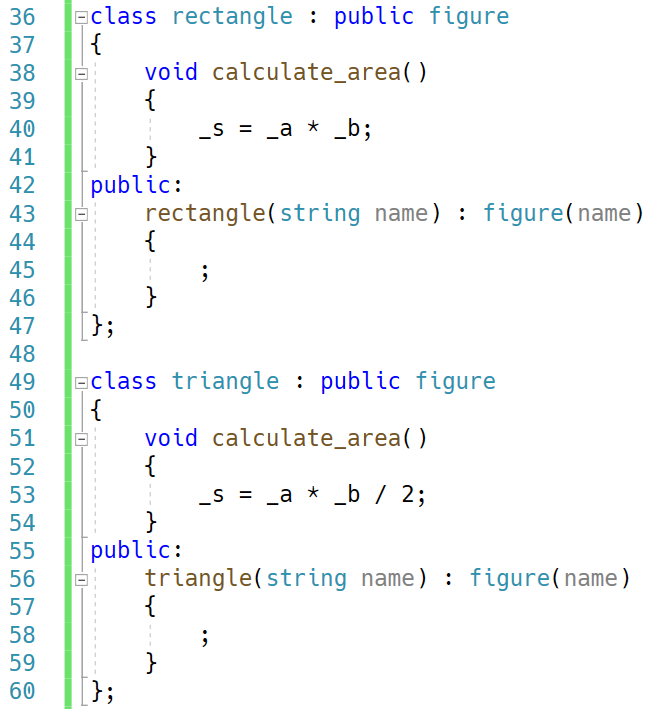 36 class rectangle : public figure
37 {
38     void calculate_area()
39     {
40         _s = _a * _b;
41     }
42 public:
43     rectangle(string name) : figure(name)
44     {
45         ;
46     }
47 };
48
49 class triangle : public figure
50 {
51     void calculate_area()
52     {
53         _s = _a * _b / 2;
54     }
55 public:
56     triangle(string name) : figure(name)
57     {
58         ;
59     }
60 };